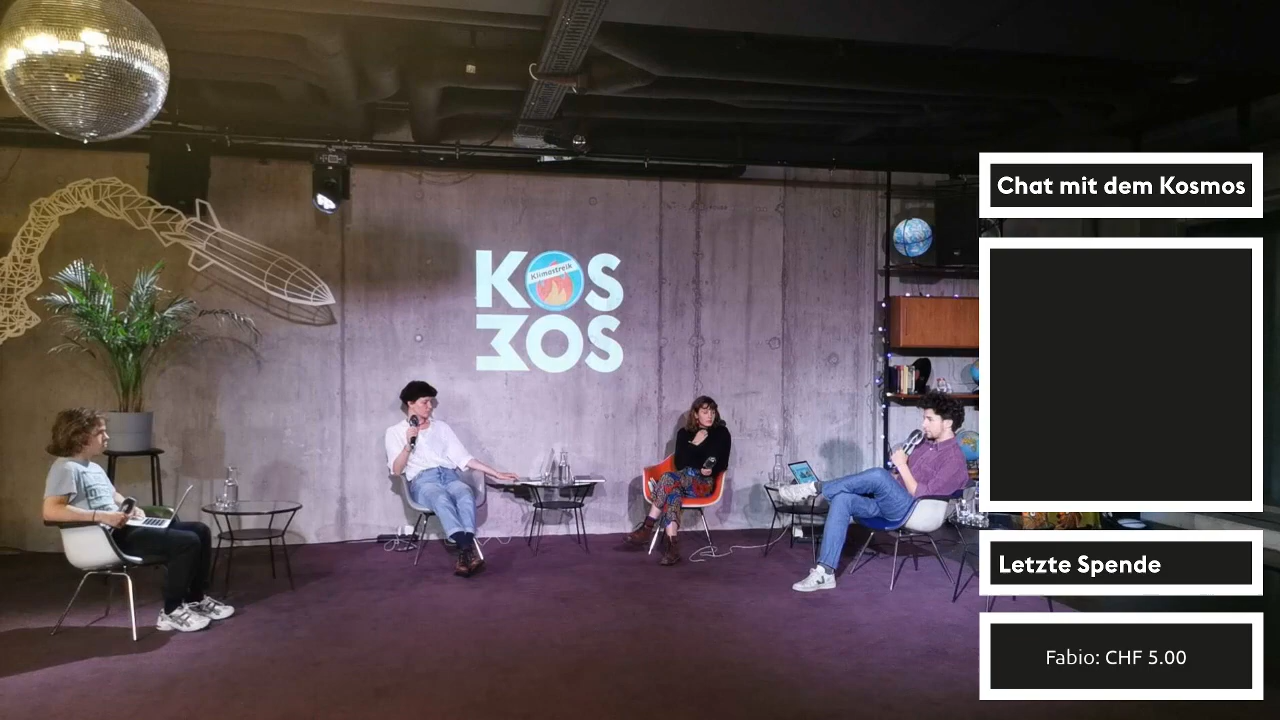 KOS
Klimastreik
MOS
Chat mit dem Kosmos
Letzte Spende
Fabio: CHF 5.00